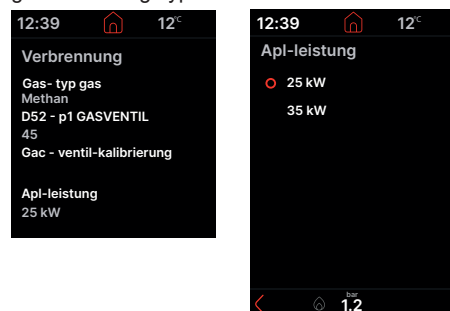 12:39 12°C
Verbrennung
Gas- typ gas
Methan
D52 - p1 GASVENTIL
45
Gac - ventil-kalibrierung
Apl-leistung
25 kW
12:39 12°C
Apl-leistung
25 kW
35 kW
bar
1.2